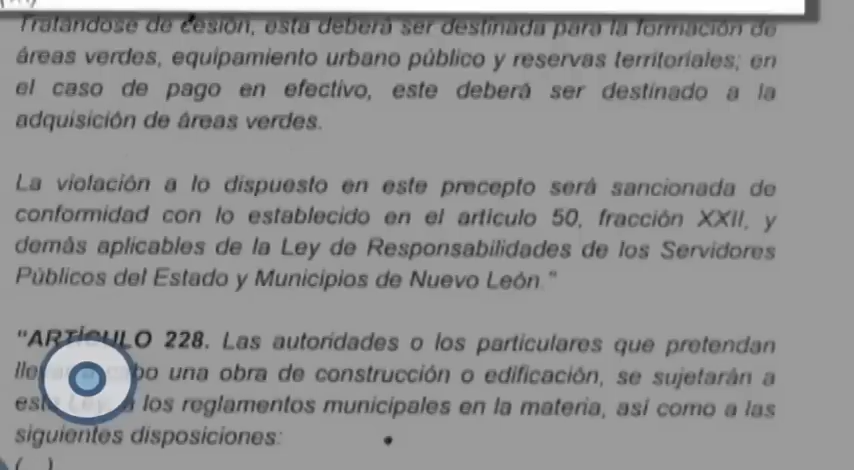 Tratándose de cesión, esta deberá ser destinada para la formación de
áreas verdes, equipamiento urbano público y reservas territoriales; en
el caso de pago en efectivo, este deberá ser destinado a la
adquisición de áreas verdes.
La violación a lo dispuesto en este precepto será sancionada de
conformidad con lo establecido en el artículo 50, fracción XXII, y
demás aplicables de la Ley de Responsabilidades de los Servidores
Públicos del Estado y Municipios de Nuevo León."
"ARTÍCULO 228. Las autoridades o los particulares que pretendan
una obra de construcción o edificación, se sujetarán a
los reglamentos municipales en la materia, así como a las
siguientes disposiciones:
(...)